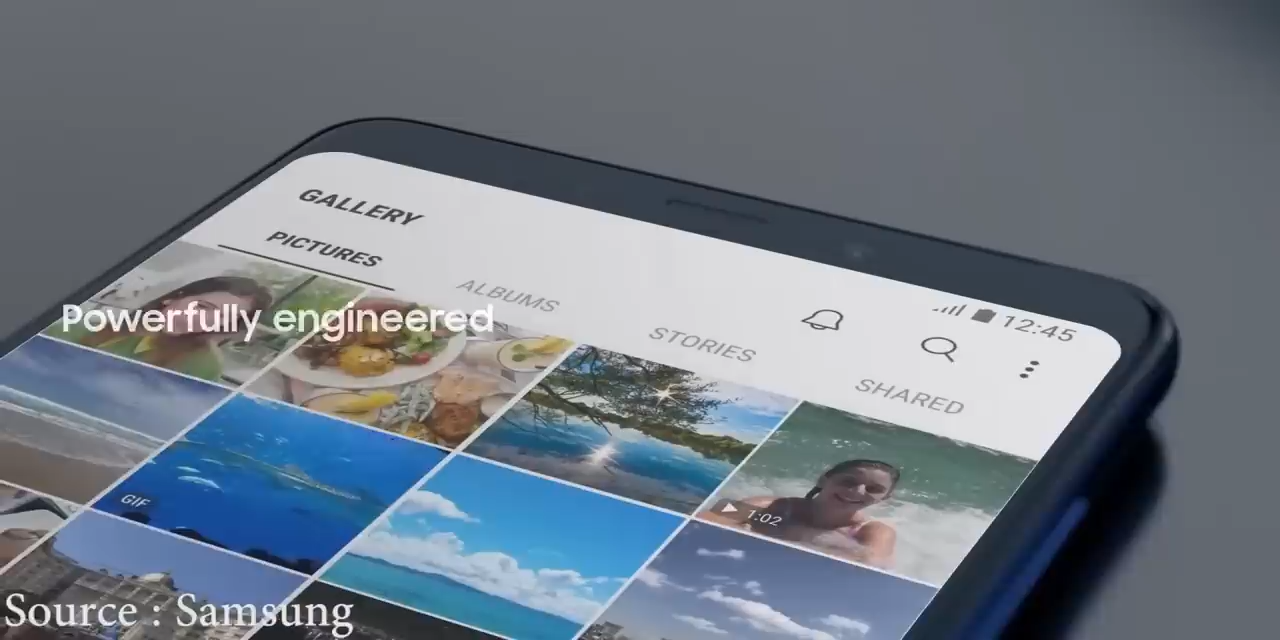 12:45
GALLERY
PICTURES
ALBUMS
STORIES
SHARED
Powerfully engineered
1:02
GIF
Source : Samsung